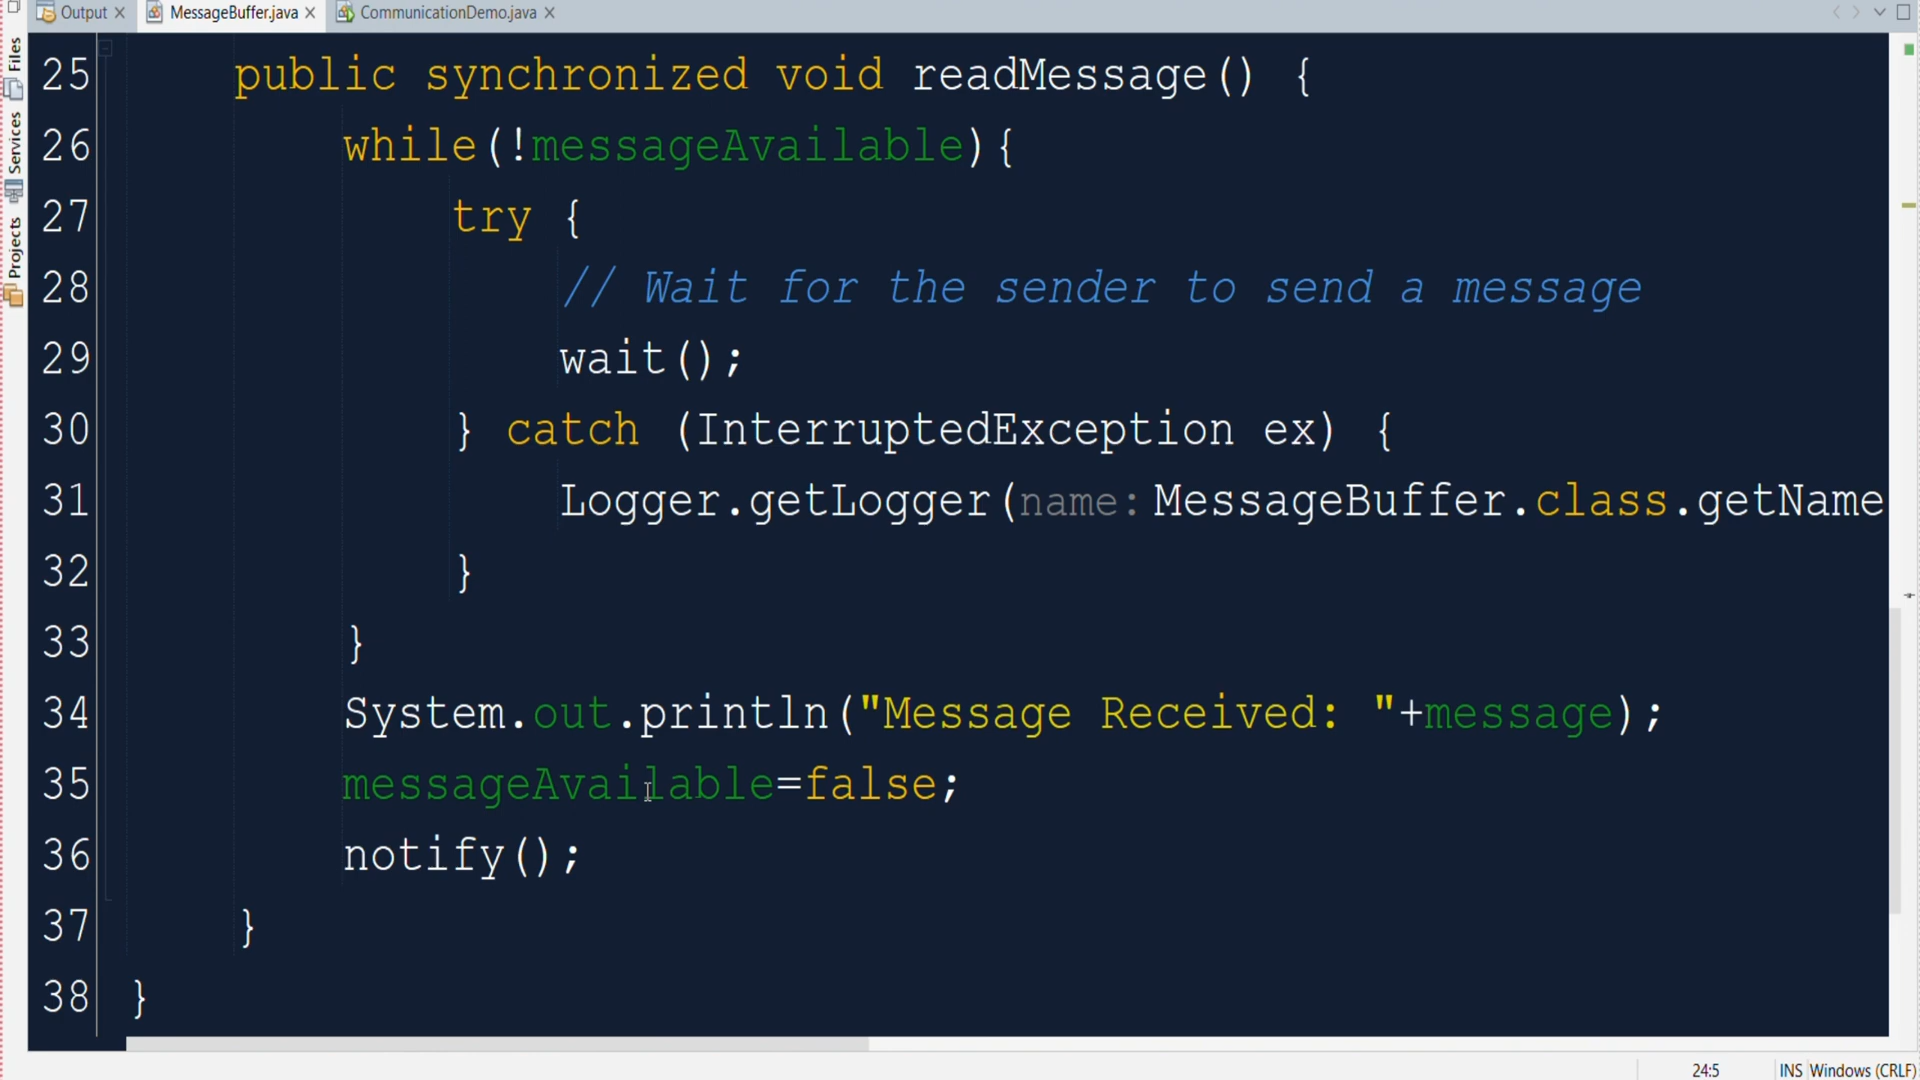 Output MessageBuffer.java CommunicationDemo.java
Files
Services
Projects
25 public synchronized void readMessage() {
26 while(!messageAvailable){
27 try {
28 // Wait for the sender to send a message
29 wait();
30 } catch (InterruptedException ex) {
31 Logger.getLogger(name: MessageBuffer.class.getName
32 }
33 }
34 System.out.println("Message Received: "+message);
35 messageAvailable=false;
36 notify();
37 }
38 }
24:5 INS Windows (CRLF)